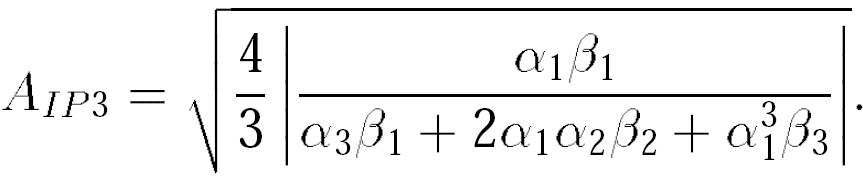 $A_{IP3} = \sqrt{\frac{4}{3} \left| \frac{\alpha_1 \beta_1}{\alpha_3 \beta_1 + 2\alpha_1 \alpha_2 \beta_2 + \alpha_1^3 \beta_3} \right|}.$